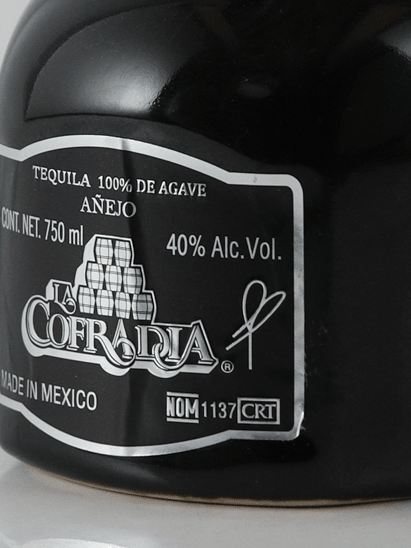 TEQUILA 100% DE AGAVE
AÑEJO
CONT. NET. 750 ml
40% Alc.Vol.
LA
COFRADIA ®
MADE IN MEXICO
NOM 1137 CRT